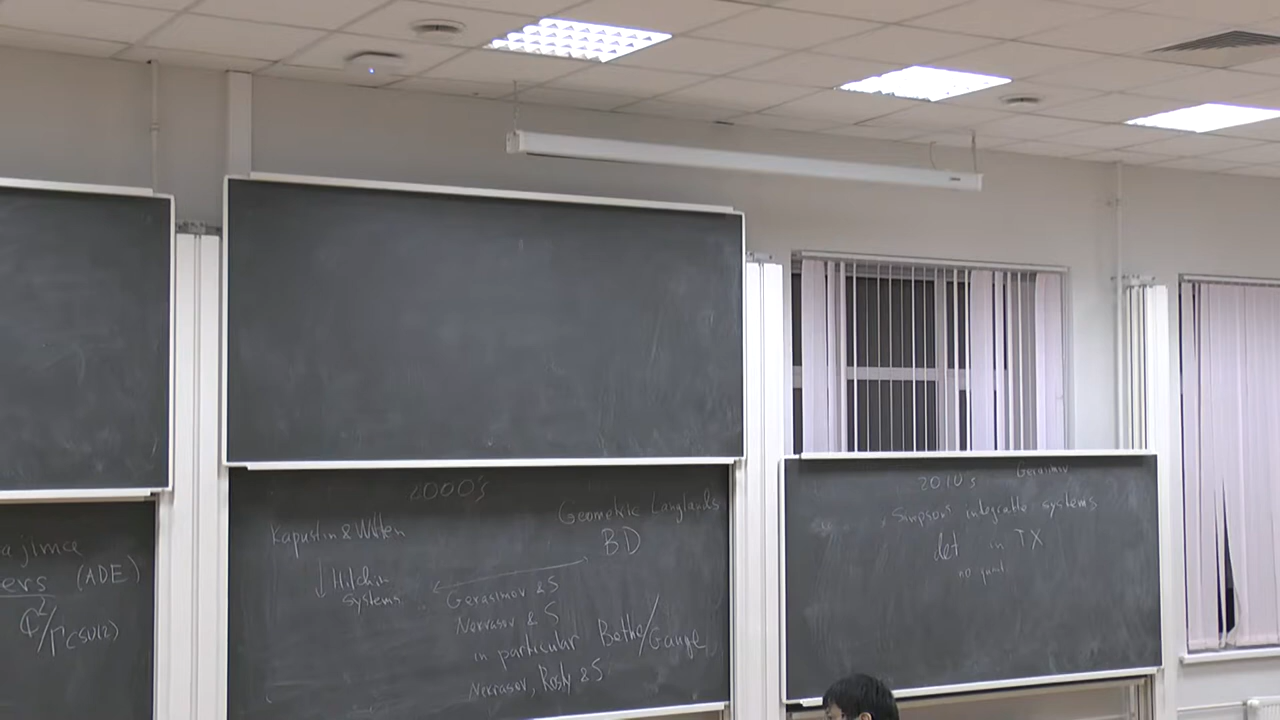 ajima
ers (ADE)
ℂ²/Γ⊂SU(2)
2000's
Geometric Langlands
Kapustin & Witten
BD
↓ Hitchin
Systems
Gerasimov & S
Nekrasov & S
in particular Bethe/Gauge,
Nekrasov, Rosly & S
2010's Gerasimov
Simpson's integrable systems
det in TX
no quant